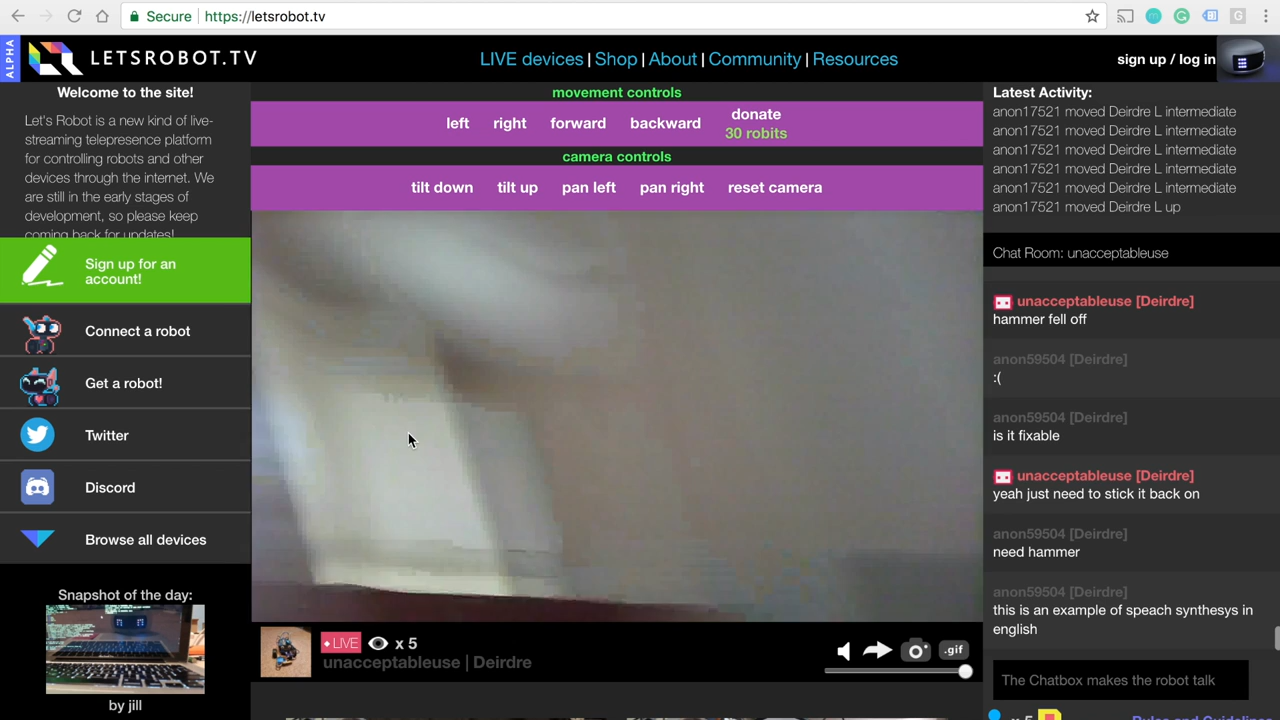 Secure
https://letsrobot.tv
ALPHA
LETSROBOT.TV
LIVE devices | Shop | About | Community | Resources
sign up / log in
Welcome to the site!
Let's Robot is a new kind of live-
streaming telepresence platform
for controlling robots and other
devices through the internet. We
are still in the early stages of
development, so please keep
coming back for updates!
Sign up for an
account!
Connect a robot
Get a robot!
Twitter
Discord
Browse all devices
Snapshot of the day:
by jill
movement controls
left right forward backward donate
30 robits
camera controls
tilt down tilt up pan left pan right reset camera
LIVE x 5
unacceptableuse | Deirdre
.gif
Latest Activity:
anon17521 moved Deirdre L intermediate
anon17521 moved Deirdre L intermediate
anon17521 moved Deirdre L intermediate
anon17521 moved Deirdre L intermediate
anon17521 moved Deirdre L intermediate
anon17521 moved Deirdre L up
Chat Room: unacceptableuse
unacceptableuse [Deirdre]
hammer fell off
anon59504 [Deirdre]
:(
anon59504 [Deirdre]
is it fixable
unacceptableuse [Deirdre]
yeah just need to stick it back on
anon59504 [Deirdre]
need hammer
anon59504 [Deirdre]
this is an example of speach synthesys in
english
The Chatbox makes the robot talk
x 5
Rules and Guidelines